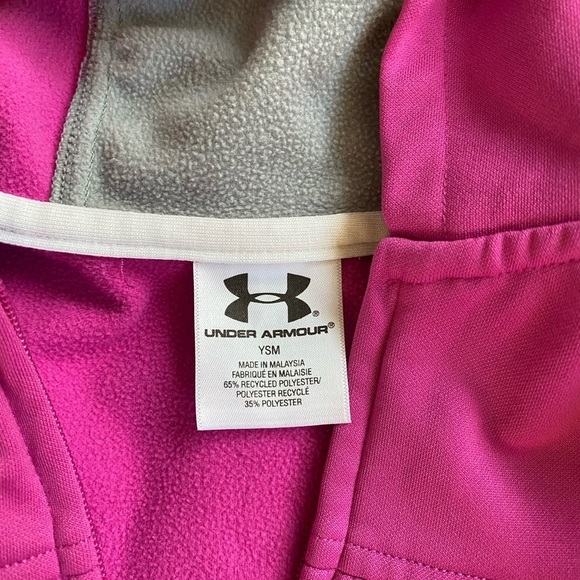 UNDER ARMOUR®
YSM
MADE IN MALAYSIA
FABRIQUÉ EN MALAISIE
65% RECYCLED POLYESTER/
POLYESTER RECYCLÉ
35% POLYESTER